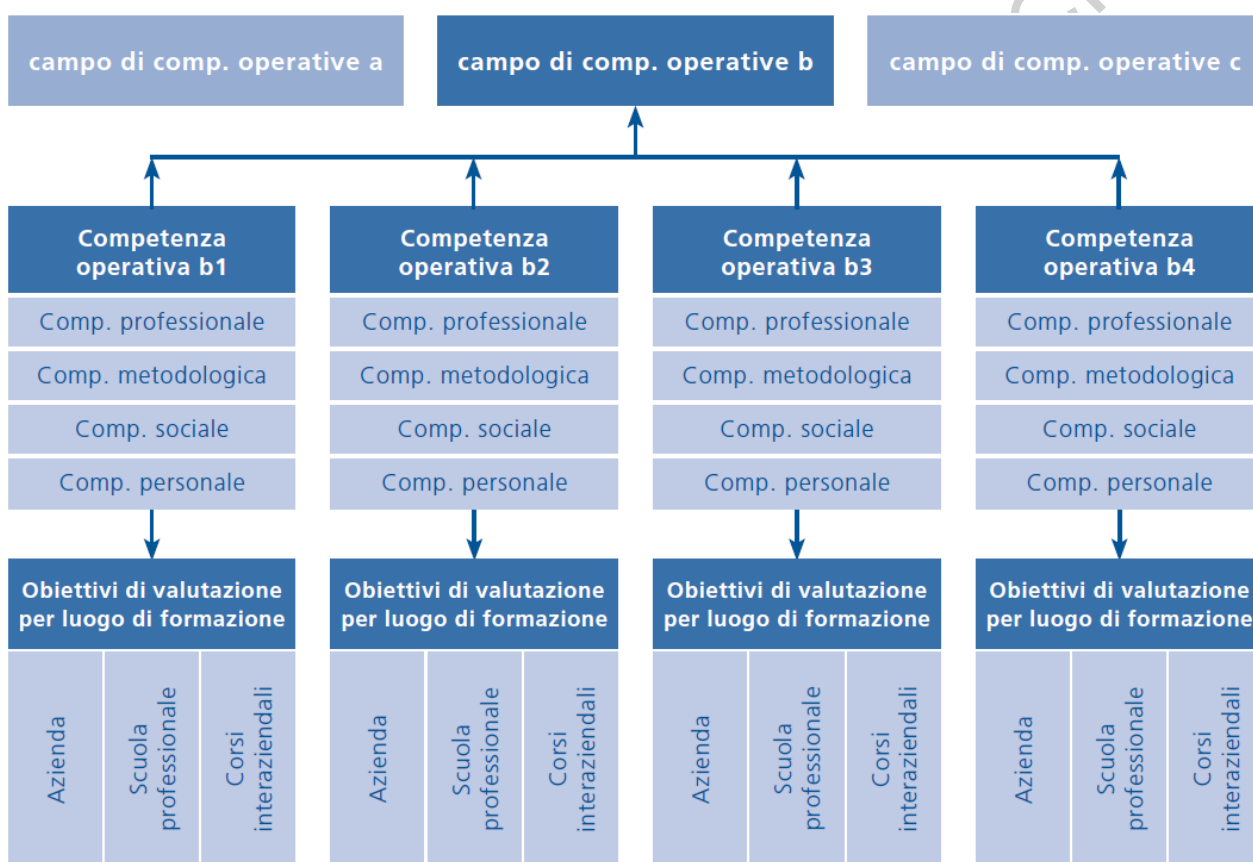 campo di comp. operative a
campo di comp. operative b
campo di comp. operative c
Competenza
operativa b1
Competenza
operativa b2
Competenza
operativa b3
Competenza
operativa b4
Comp. professionale
Comp. professionale
Comp. professionale
Comp. professionale
Comp. metodologica
Comp. metodologica
Comp. metodologica
Comp. metodologica
Comp. sociale
Comp. sociale
Comp. sociale
Comp. sociale
Comp. personale
Comp. personale
Comp. personale
Comp. personale
Obiettivi di valutazione
per luogo di formazione
Obiettivi di valutazione
per luogo di formazione
Obiettivi di valutazione
per luogo di formazione
Obiettivi di valutazione
per luogo di formazione
Azienda
Scuola
professionale
Corsi
interaziendali
Azienda
Scuola
professionale
Corsi
interaziendali
Azienda
Scuola
professionale
Corsi
interaziendali
Azienda
Scuola
professionale
Corsi
interaziendali